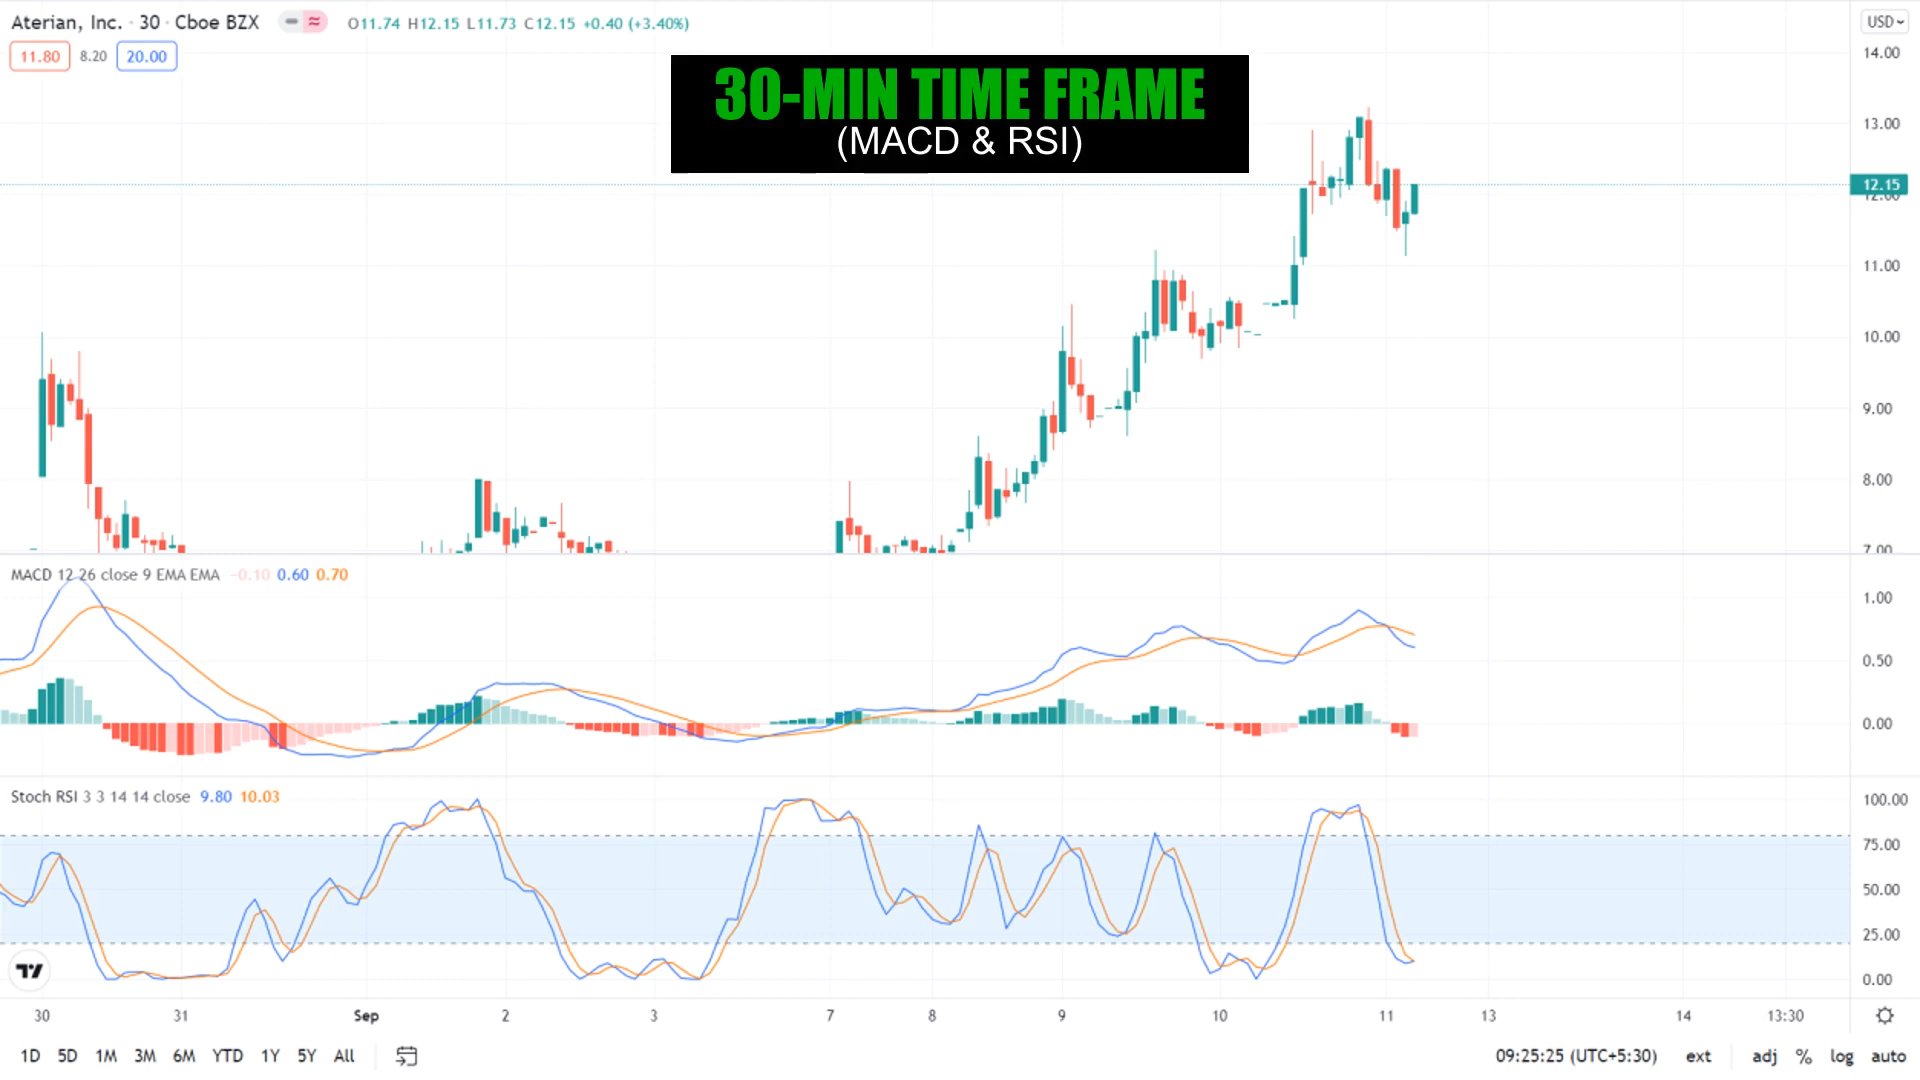 Aterian, Inc. · 30 · Cboe BZX O11.74 H12.15 L11.73 C12.15 +0.40 (+3.40%)
USD
11.80 8.20 20.00
30-MIN TIME FRAME
(MACD & RSI)
14.00
13.00
12.15
12.00
11.00
10.00
9.00
8.00
7.00
MACD 12 26 close 9 EMA EMA −0.10 0.60 0.70
1.00
0.50
0.00
Stoch RSI 3 3 14 14 close 9.80 10.03
100.00
75.00
50.00
25.00
0.00
30 31 Sep 2 3 7 8 9 10 11 13 14 13:30
1D 5D 1M 3M 6M YTD 1Y 5Y All 09:25:25 (UTC+5:30) ext adj % log auto